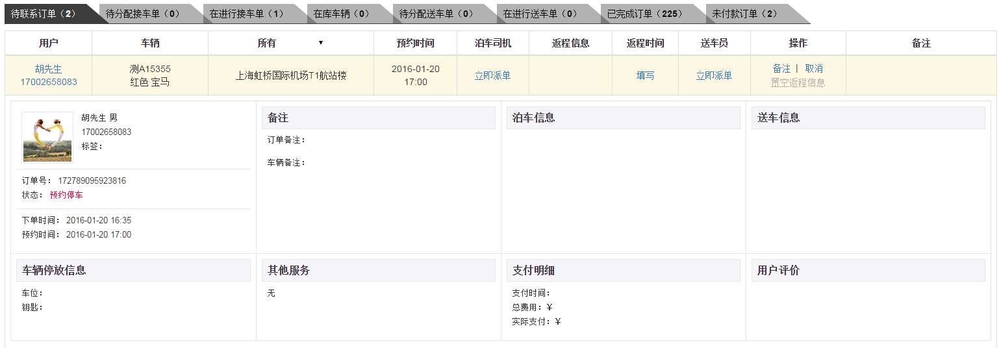 待联系订单（2） 待分配接车单（0） 在进行接车单（1） 在库车辆（0） 待分配送车单（0） 在进行送车单（0） 已完成订单（225） 未付款订单（2）
用户 车辆 所有 ▼ 预约时间 泊车司机 返程信息 返程时间 送车员 操作 备注
胡先生 测A15355 上海虹桥国际机场T1航站楼 2016-01-20 立即派单 填写 立即派单 备注 | 取消
17002658083 红色 宝马 17:00 置空返程信息
胡先生 男
17002658083
标签：
订单号： 172789095923816
状态： 预约停车
下单时间： 2016-01-20 16:35
预约时间： 2016-01-20 17:00
备注
订单备注：
车辆备注：
泊车信息
送车信息
车辆停放信息
车位：
钥匙：
其他服务
无
支付明细
支付时间：
总费用：￥
实际支付：￥
用户评价